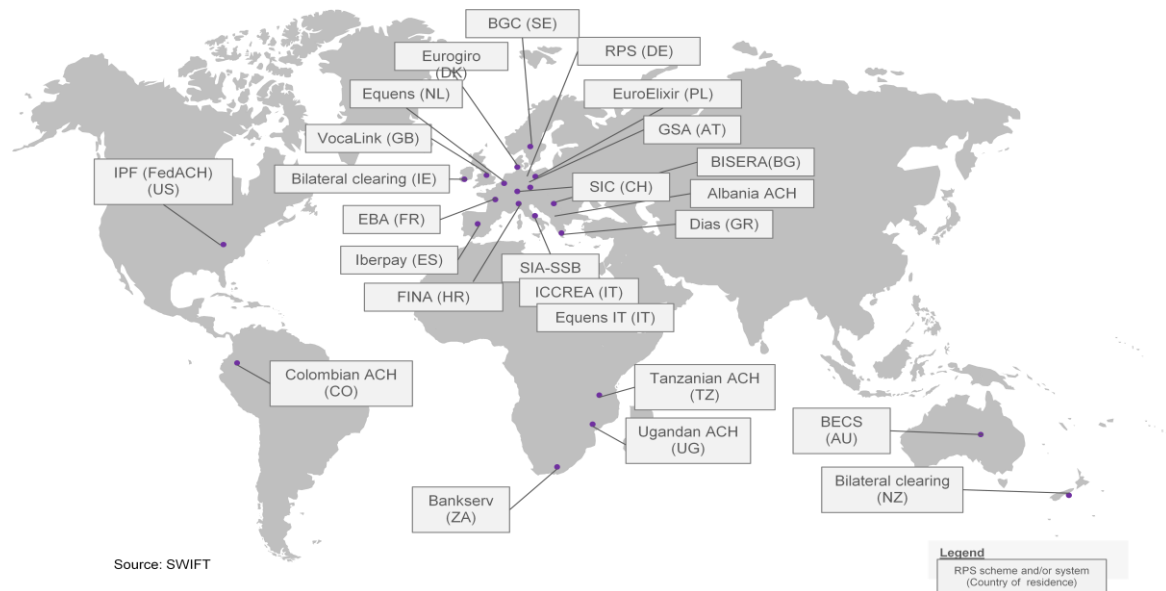 BGC (SE)
RPS (DE)
Eurogiro
(DK)
Equens (NL)
EuroElixir (PL)
VocaLink (GB)
GSA (AT)
IPF (FedACH)
(US)
Bilateral clearing (IE)
BISERA(BG)
SIC (CH)
Albania ACH
EBA (FR)
Dias (GR)
Iberpay (ES)
SIA-SSB
FINA (HR)
ICCREA (IT)
Equens IT (IT)
Colombian ACH
(CO)
Tanzanian ACH
(TZ)
Ugandan ACH
(UG)
BECS
(AU)
Bankserv
(ZA)
Bilateral clearing
(NZ)
Source: SWIFT
Legend
RPS scheme and/or system
(Country of residence)